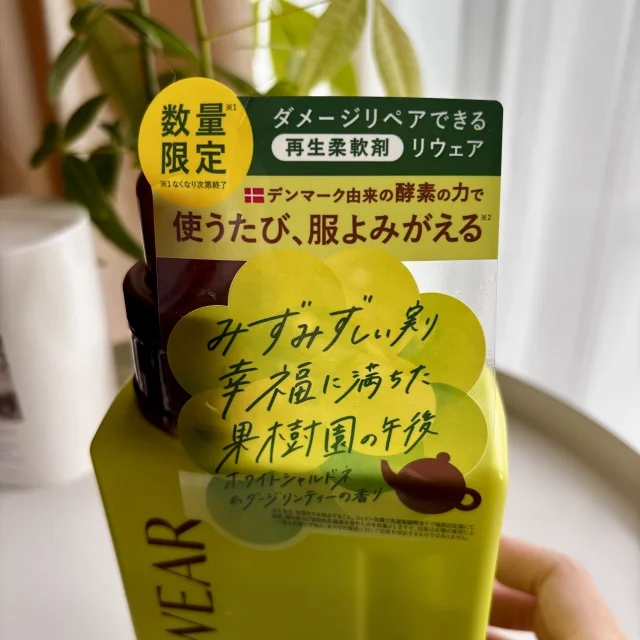 数量
限定
※1
※1 なくなり次第終了
ダメージリペアできる
再生柔軟剤 リウェア
デンマーク由来の酵素の力で
使うたび、服よみがえる※2
みずみずしい実り
幸福に満ちた
果樹園の午後
ホワイトシャルドネ
&ダージリンティーの香り
WEAR